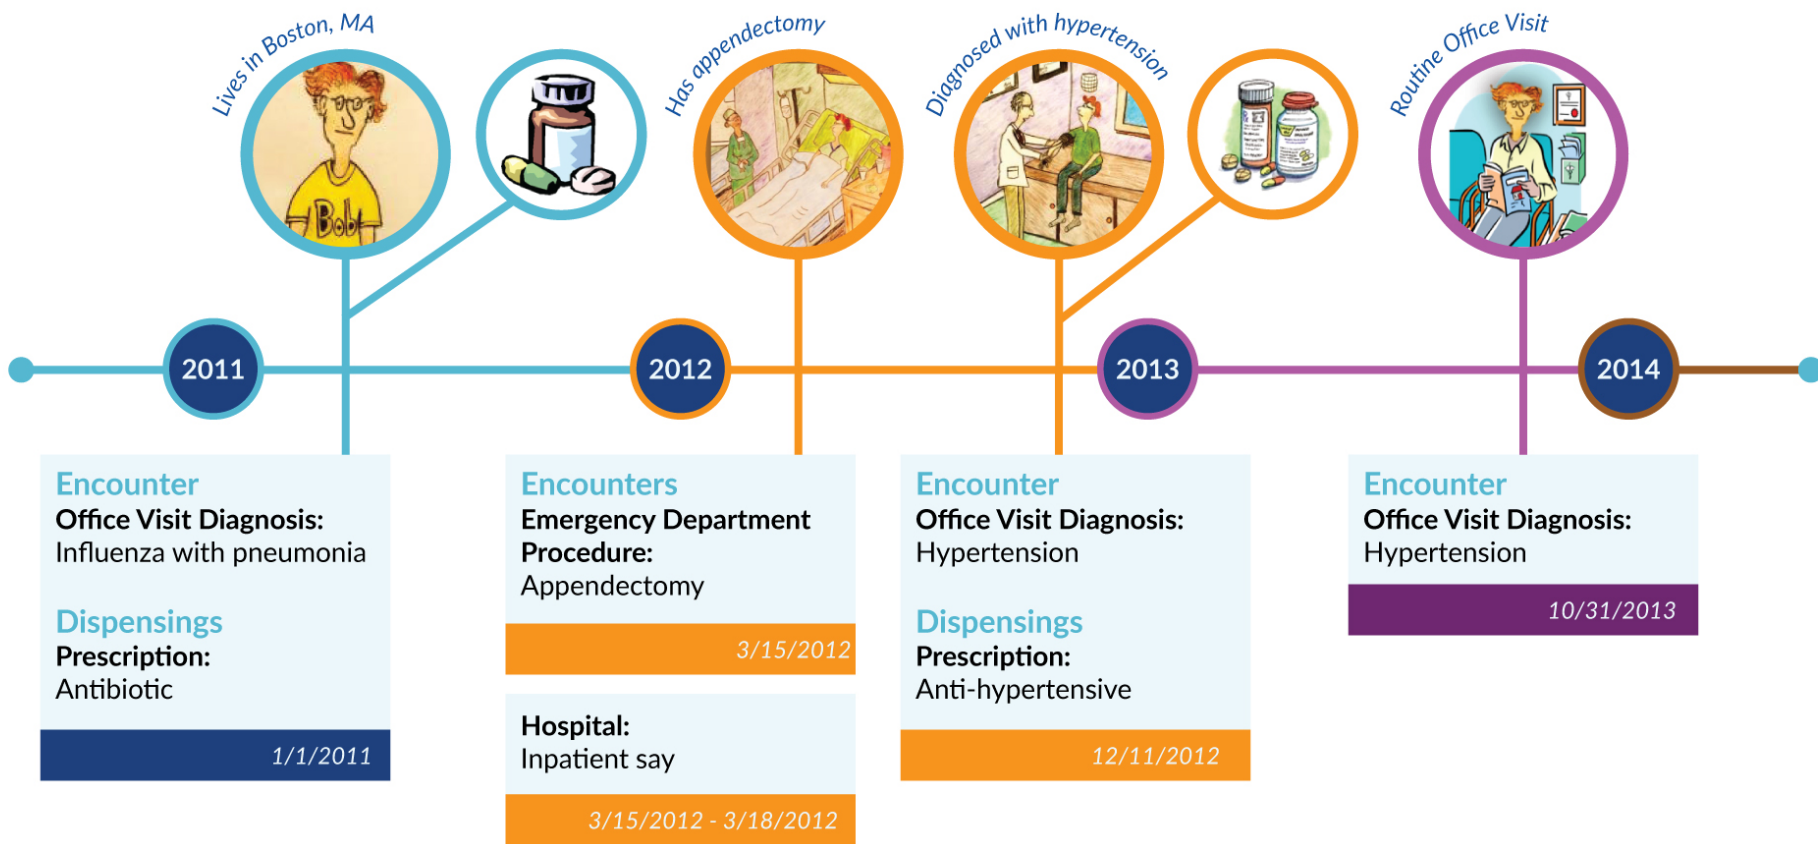 Lives in Boston, MA
Bob
Has appendectomy
Diagnosed with hypertension
Routine Office Visit
2011
2012
2013
2014
Encounter
Office Visit Diagnosis:
Influenza with pneumonia
Dispensings
Prescription:
Antibiotic
1/1/2011
Encounters
Emergency Department
Procedure:
Appendectomy
3/15/2012
Hospital:
Inpatient say
3/15/2012 - 3/18/2012
Encounter
Office Visit Diagnosis:
Hypertension
Dispensings
Prescription:
Anti-hypertensive
12/11/2012
Encounter
Office Visit Diagnosis:
Hypertension
10/31/2013